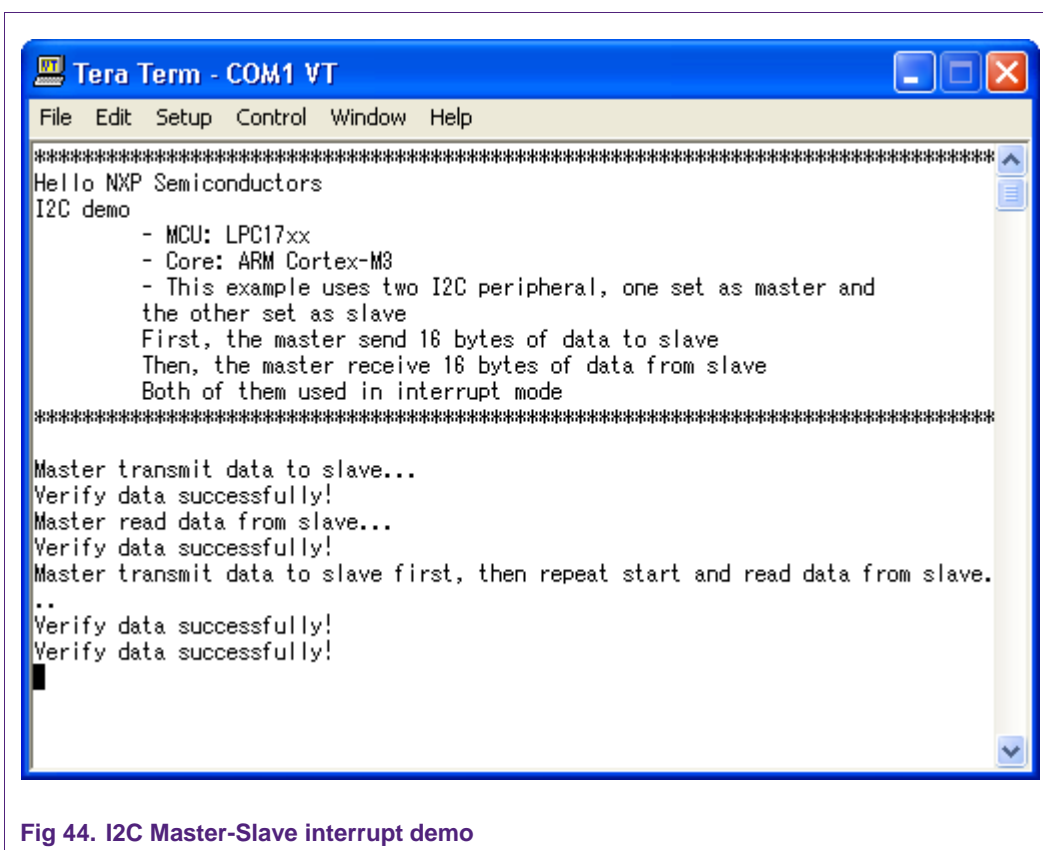 Tera Term - COM1 VT
File Edit Setup Control Window Help
********************************************************************************
Hello NXP Semiconductors
I2C demo
- MCU: LPC17xx
- Core: ARM Cortex-M3
- This example uses two I2C peripheral, one set as master and
the other set as slave
First, the master send 16 bytes of data to slave
Then, the master receive 16 bytes of data from slave
Both of them used in interrupt mode
********************************************************************************
Master transmit data to slave...
Verify data successfully!
Master read data from slave...
Verify data successfully!
Master transmit data to slave first, then repeat start and read data from slave.
..
Verify data successfully!
Verify data successfully!
Fig 44. I2C Master-Slave interrupt demo